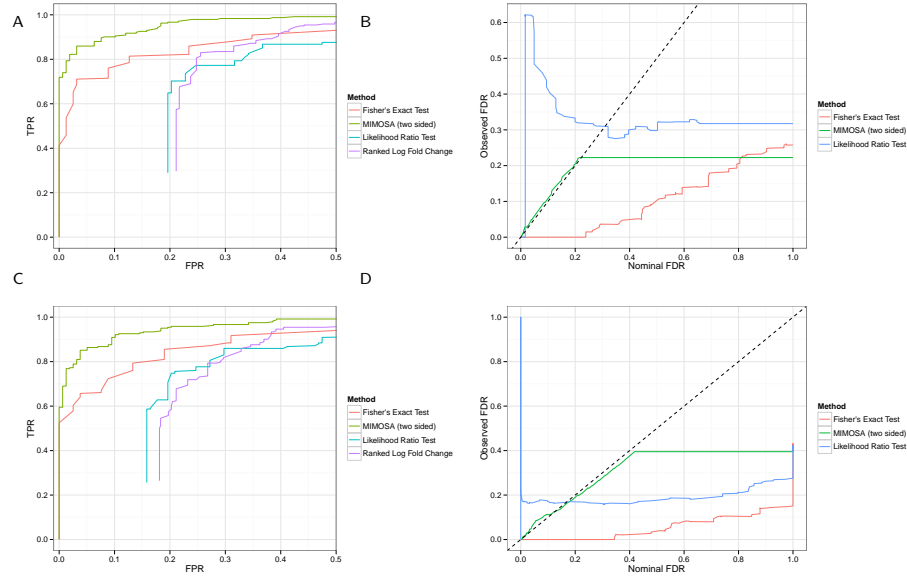 A
1.0
0.8
0.6
0.4
0.2
0.0
TPR
0.0 0.1 0.2 0.3 0.4 0.5
FPR
Method
Fisher's Exact Test
MIMOSA (two sided)
Likelihood Ratio Test
Ranked Log Fold Change
B
0.6
0.5
0.4
0.3
0.2
0.1
0.0
Observed FDR
0.0 0.2 0.4 0.6 0.8 1.0
Nominal FDR
Method
Fisher's Exact Test
MIMOSA (two sided)
Likelihood Ratio Test
C
1.0
0.8
0.6
0.4
0.2
0.0
TPR
0.0 0.1 0.2 0.3 0.4 0.5
FPR
Method
Fisher's Exact Test
MIMOSA (two sided)
Likelihood Ratio Test
Ranked Log Fold Change
D
1.0
0.8
0.6
0.4
0.2
0.0
Observed FDR
0.0 0.2 0.4 0.6 0.8 1.0
Nominal FDR
Method
Fisher's Exact Test
MIMOSA (two sided)
Likelihood Ratio Test